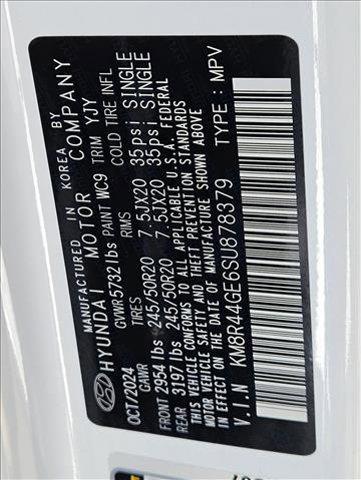 MANUFACTURED IN KOREA BY
HYUNDAI MOTOR COMPANY
OCT/2024 GVWR5732lbs PAINT WC9 TRIM YJY
GAWR TIRES RIMS COLD TIRE INFL
FRONT 2954 lbs 245/50R20 7.5JX20 35psi SINGLE
REAR 3197 lbs 245/50R20 7.5JX20 35psi SINGLE
THIS VEHICLE CONFORMS TO ALL APPLICABLE U.S.A. FEDERAL
MOTOR VEHICLE SAFETY, BUMPER, AND THEFT PREVENTION STANDARDS
IN EFFECT ON THE DATE OF MANUFACTURE SHOWN ABOVE
V.I.N KM8R44GE6SU878379 TYPE : MPV